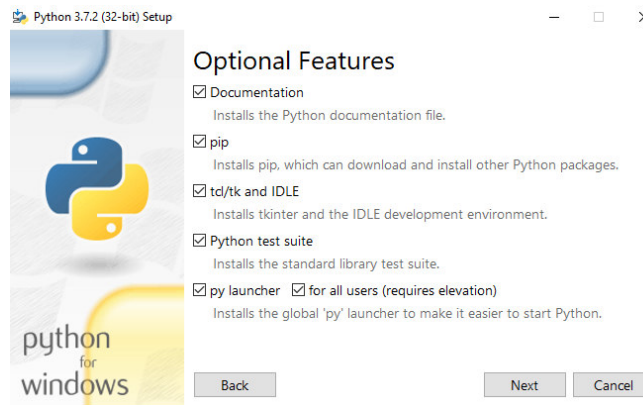 Python 3.7.2 (32-bit) Setup
Optional Features
Documentation
Installs the Python documentation file.
pip
Installs pip, which can download and install other Python packages.
tcl/tk and IDLE
Installs tkinter and the IDLE development environment.
Python test suite
Installs the standard library test suite.
py launcher for all users (requires elevation)
Installs the global 'py' launcher to make it easier to start Python.
python
for
windows
Back Next Cancel